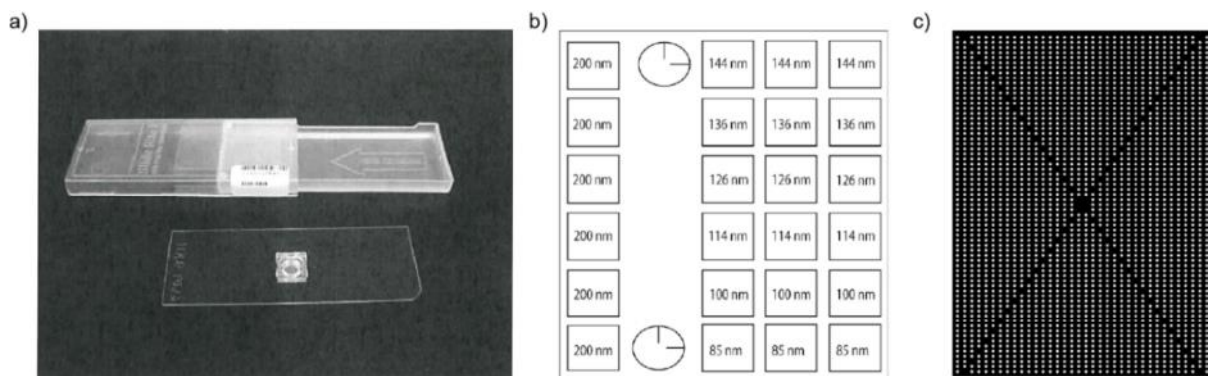 a)
b)
c)
200 nm 144 nm 144 nm 144 nm
200 nm 136 nm 136 nm 136 nm
200 nm 126 nm 126 nm 126 nm
200 nm 114 nm 114 nm 114 nm
200 nm 100 nm 100 nm 100 nm
200 nm 85 nm 85 nm 85 nm